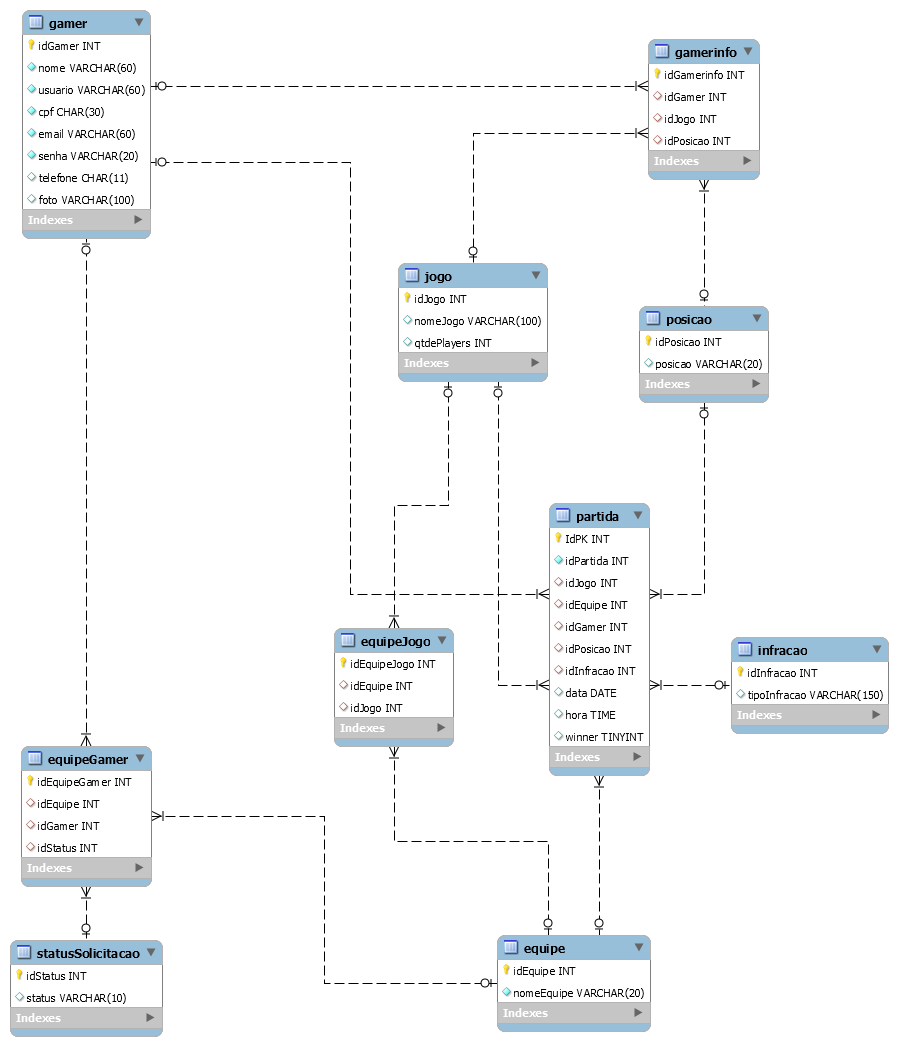 gamer
idGamer INT
nome VARCHAR(60)
usuario VARCHAR(60)
cpf CHAR(30)
email VARCHAR(60)
senha VARCHAR(20)
telefone CHAR(11)
foto VARCHAR(100)
Indexes
gamerinfo
idGamerinfo INT
idGamer INT
idJogo INT
idPosicao INT
Indexes
jogo
idJogo INT
nomeJogo VARCHAR(100)
qtdePlayers INT
Indexes
posicao
idPosicao INT
posicao VARCHAR(20)
Indexes
partida
IdPK INT
idPartida INT
idJogo INT
idEquipe INT
idGamer INT
idPosicao INT
idInfracao INT
data DATE
hora TIME
winner TINYINT
Indexes
equipeJogo
idEquipeJogo INT
idEquipe INT
idJogo INT
Indexes
infracao
idInfracao INT
tipoInfracao VARCHAR(150)
Indexes
equipeGamer
idEquipeGamer INT
idEquipe INT
idGamer INT
idStatus INT
Indexes
statusSolicitacao
idStatus INT
status VARCHAR(10)
Indexes
equipe
idEquipe INT
nomeEquipe VARCHAR(20)
Indexes